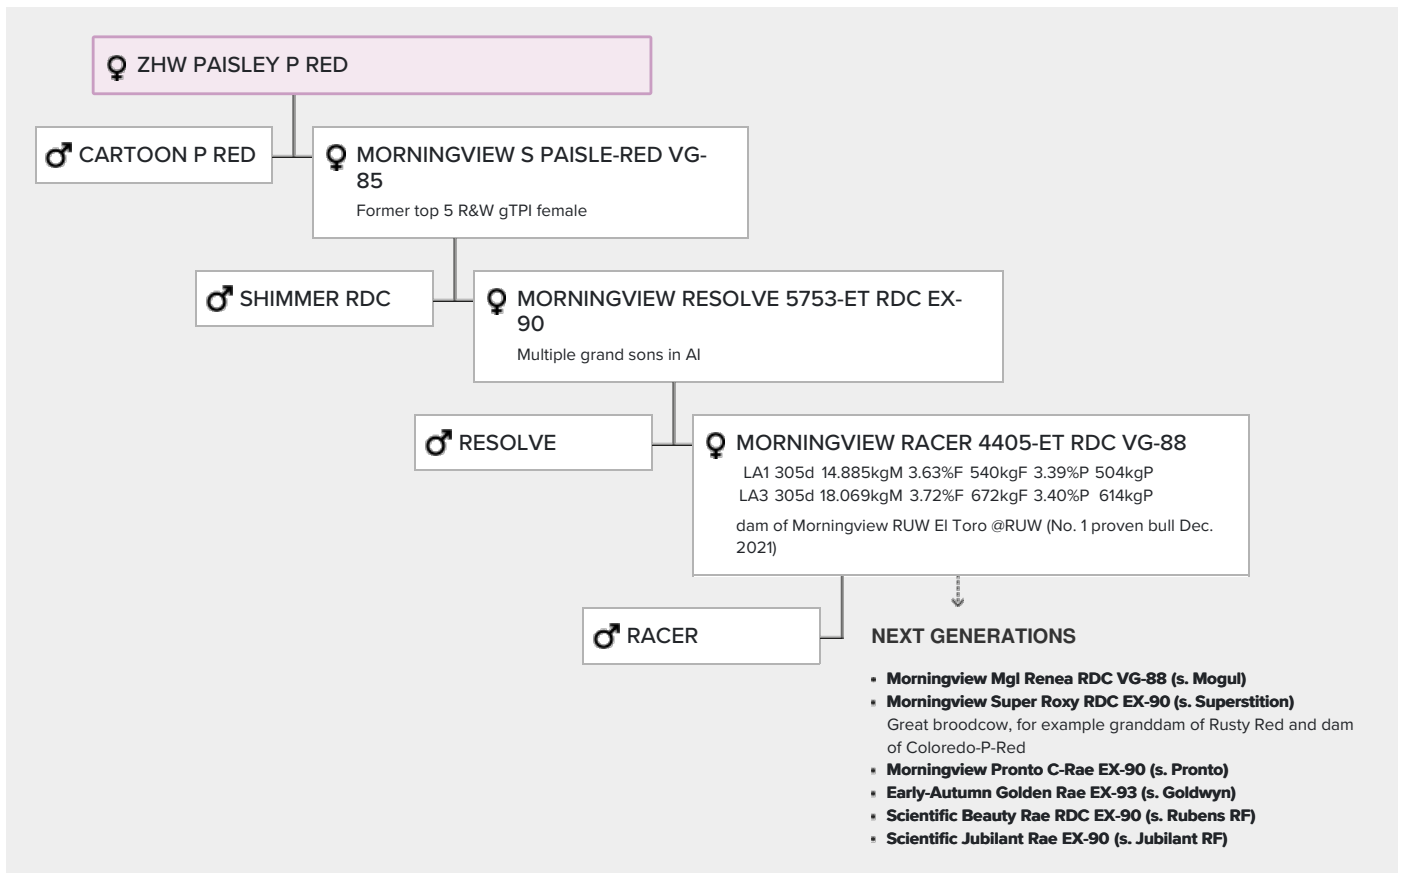 ZHW PAISLEY P RED
CARTOON P RED
MORNINGVIEW S PAISLE-RED VG-
85
Former top 5 R&W gTPI female
SHIMMER RDC
MORNINGVIEW RESOLVE 5753-ET RDC EX-
90
Multiple grand sons in AI
RESOLVE
MORNINGVIEW RACER 4405-ET RDC VG-88
LA1 305d 14.885kgM 3.63%F 540kgF 3.39%P 504kgP
LA3 305d 18.069kgM 3.72%F 672kgF 3.40%P 614kgP
dam of Morningview RUW El Toro @RUW (No. 1 proven bull Dec.
2021)
RACER
NEXT GENERATIONS
Morningview Mgl Renea RDC VG-88 (s. Mogul)
Morningview Super Roxy RDC EX-90 (s. Superstition)
Great broodcow, for example granddam of Rusty Red and dam
of Coloredo-P-Red
Morningview Pronto C-Rae EX-90 (s. Pronto)
Early-Autumn Golden Rae EX-93 (s. Goldwyn)
Scientific Beauty Rae RDC EX-90 (s. Rubens RF)
Scientific Jubilant Rae EX-90 (s. Jubilant RF)